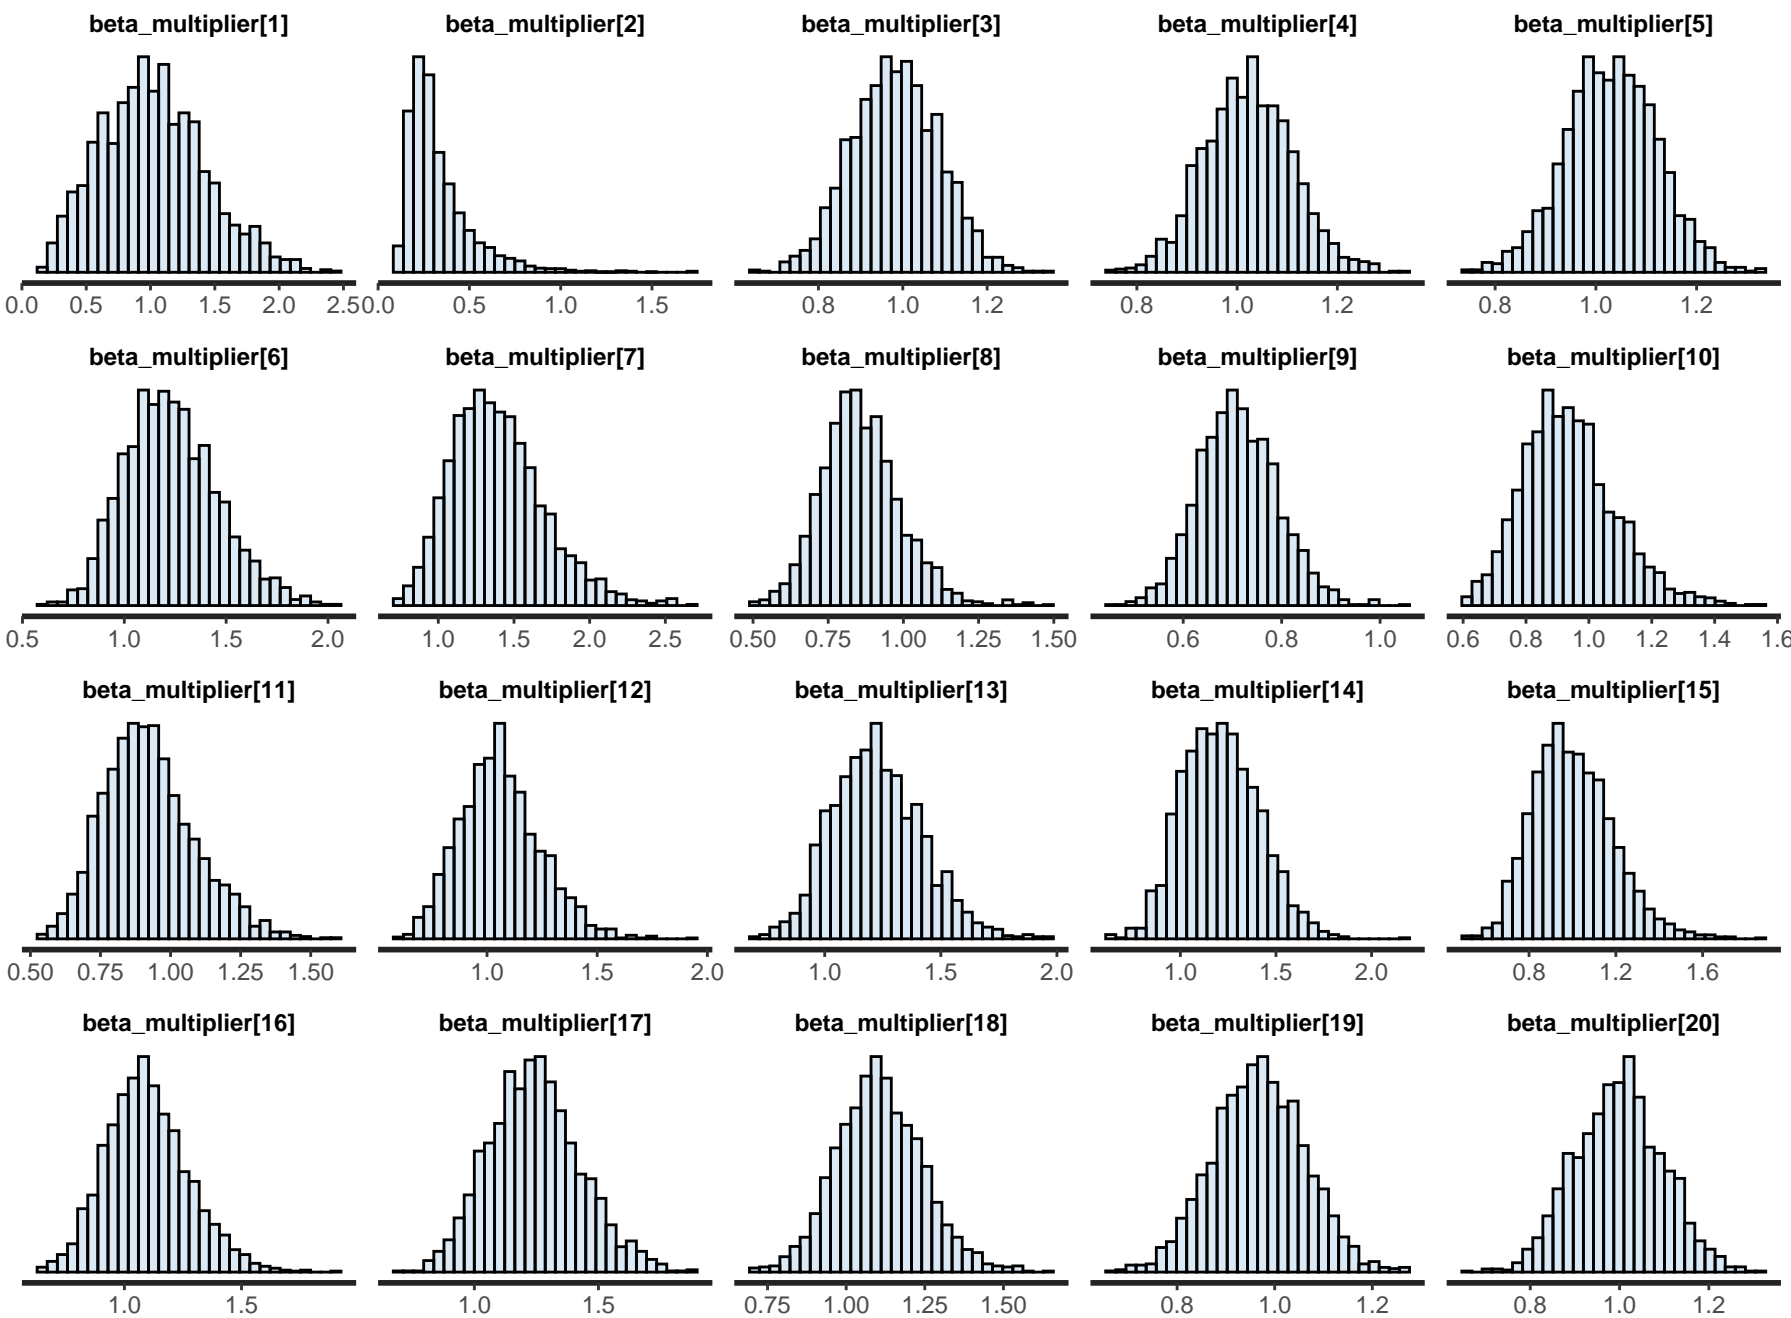 beta_multiplier[1] beta_multiplier[2] beta_multiplier[3] beta_multiplier[4] beta_multiplier[5]
0.0 0.5 1.0 1.5 2.0 2.5 0.0 0.5 1.0 1.5 0.8 1.0 1.2 0.8 1.0 1.2 0.8 1.0 1.2
beta_multiplier[6] beta_multiplier[7] beta_multiplier[8] beta_multiplier[9] beta_multiplier[10]
0.5 1.0 1.5 2.0 1.0 1.5 2.0 2.5 0.50 0.75 1.00 1.25 1.50 0.6 0.8 1.0 0.6 0.8 1.0 1.2 1.4 1.6
beta_multiplier[11] beta_multiplier[12] beta_multiplier[13] beta_multiplier[14] beta_multiplier[15]
0.50 0.75 1.00 1.25 1.50 1.0 1.5 2.0 1.0 1.5 2.0 1.0 1.5 2.0 0.8 1.2 1.6
beta_multiplier[16] beta_multiplier[17] beta_multiplier[18] beta_multiplier[19] beta_multiplier[20]
1.0 1.5 1.0 1.5 0.75 1.00 1.25 1.50 0.8 1.0 1.2 0.8 1.0 1.2